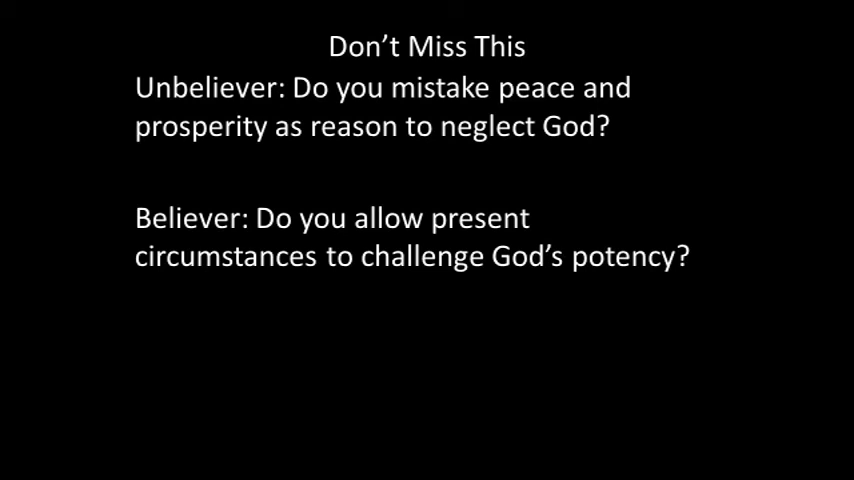 Don’t Miss This
Unbeliever: Do you mistake peace and
prosperity as reason to neglect God?
Believer: Do you allow present
circumstances to challenge God’s potency?